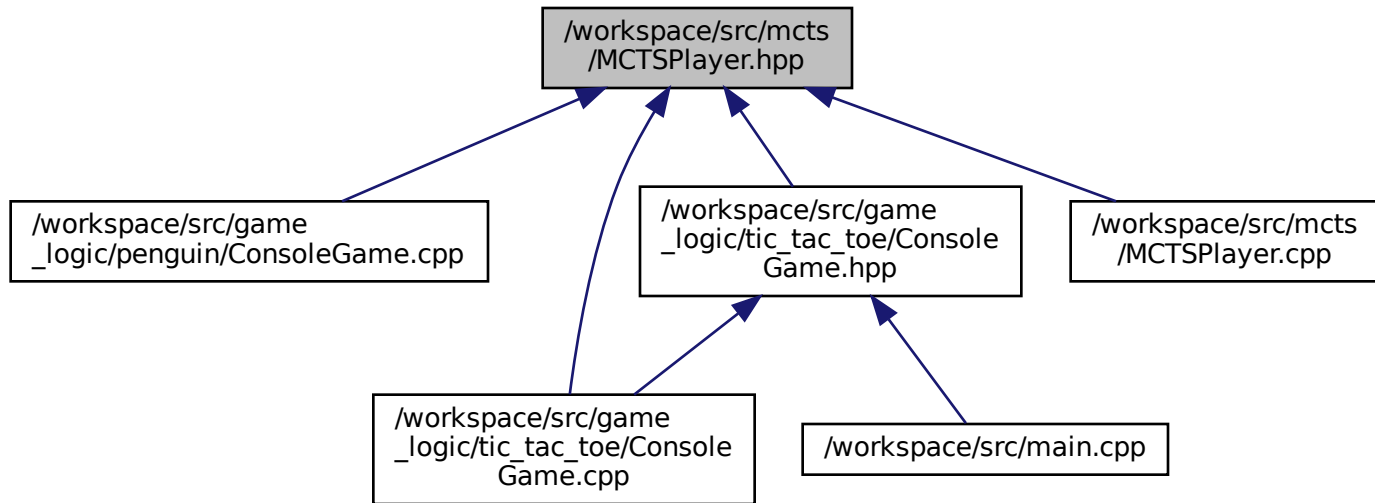 /workspace/src/mcts
/MCTSPlayer.hpp
/workspace/src/game
_logic/penguin/ConsoleGame.cpp
/workspace/src/game
_logic/tic_tac_toe/Console
Game.hpp
/workspace/src/mcts
/MCTSPlayer.cpp
/workspace/src/game
_logic/tic_tac_toe/Console
Game.cpp
/workspace/src/main.cpp